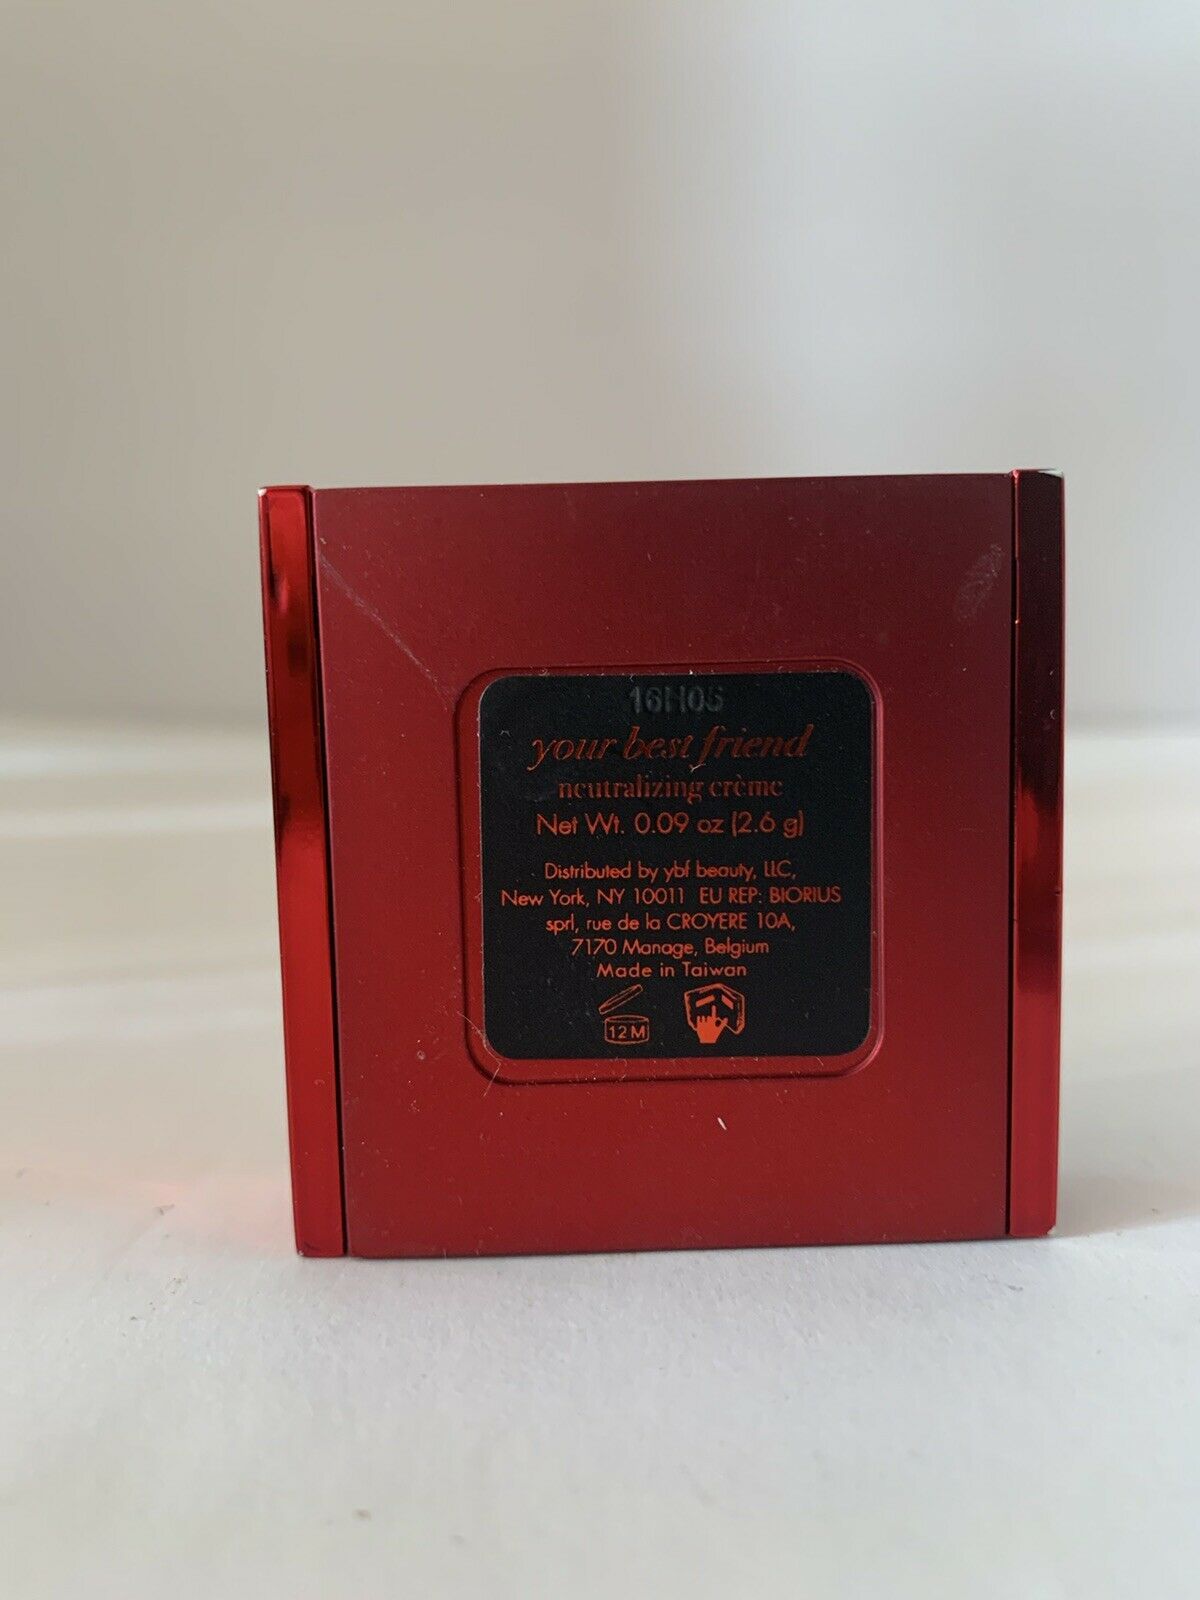 16H05
your best friend
neutralizing crème
Net Wt. 0.09 oz (2.6 g)
Distributed by ybf beauty, LLC,
New York, NY 10011 EU REP: BIORIUS
sprl, rue de la CROYERE 10A,
7170 Manage, Belgium
Made in Taiwan
12M